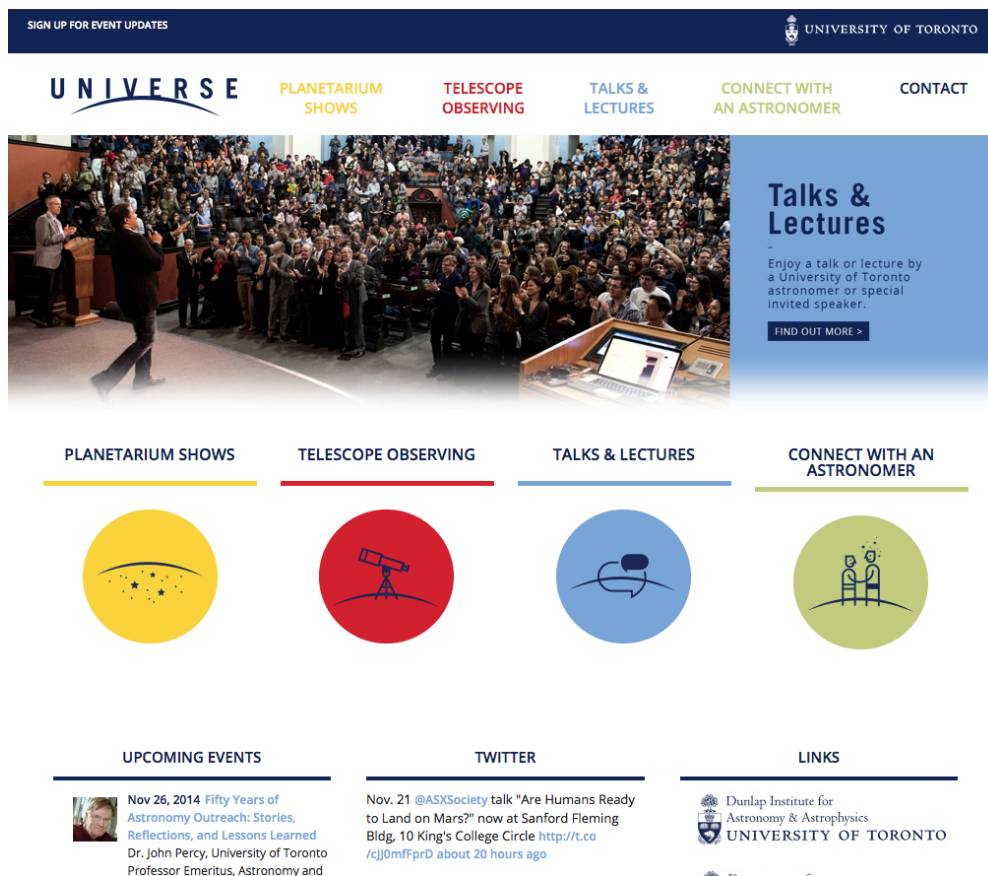 SIGN UP FOR EVENT UPDATES
UNIVERSITY OF TORONTO
UNIVERSE
PLANETARIUM
SHOWS
TELESCOPE
OBSERVING
TALKS &
LECTURES
CONNECT WITH
AN ASTRONOMER
CONTACT
Talks &
Lectures
Enjoy a talk or lecture by
a University of Toronto
astronomer or special
invited speaker.
FIND OUT MORE >
PLANETARIUM SHOWS
TELESCOPE OBSERVING
TALKS & LECTURES
CONNECT WITH AN
ASTRONOMER
UPCOMING EVENTS
Nov 26, 2014 Fifty Years of
Astronomy Outreach: Stories,
Reflections, and Lessons Learned
Dr. John Percy, University of Toronto
Professor Emeritus, Astronomy and
TWITTER
Nov. 21 @ASXSociety talk "Are Humans Ready
to Land on Mars?" now at Sanford Fleming
Bldg, 10 King's College Circle http://t.co
/cJJ0mfFprD about 20 hours ago
LINKS
Dunlap Institute for
Astronomy & Astrophysics
UNIVERSITY OF TORONTO